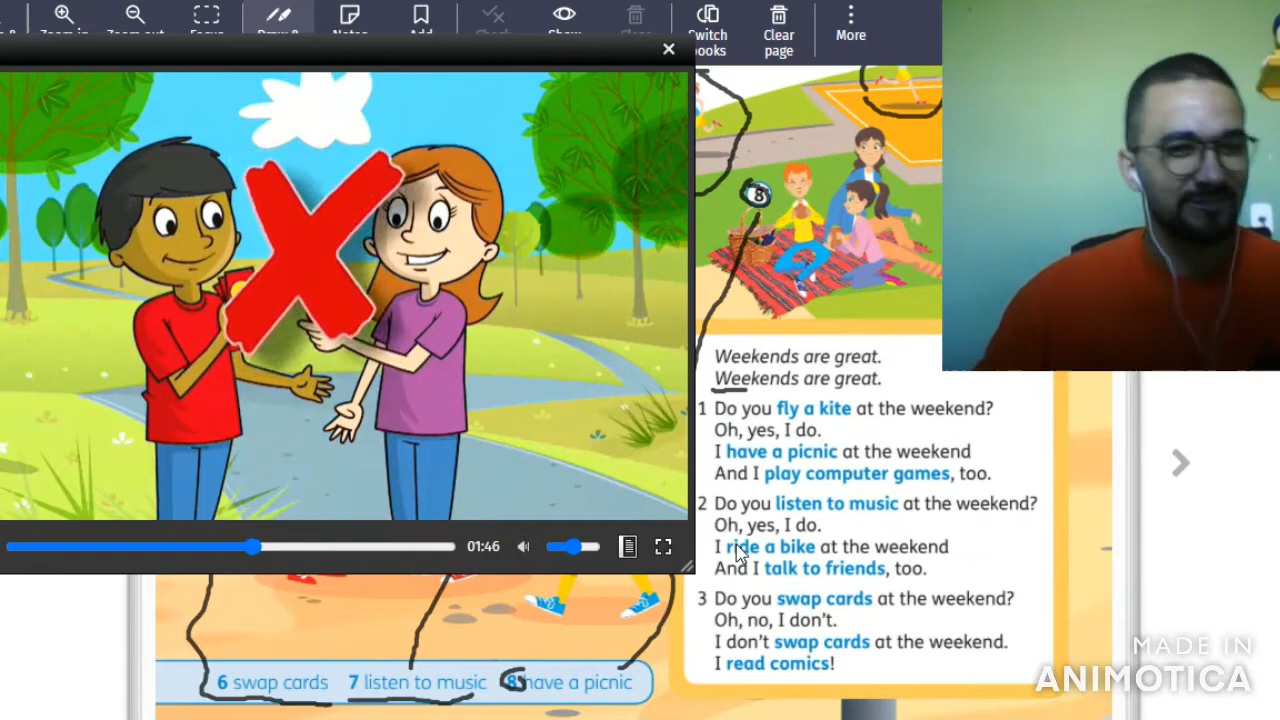 Zoom in
Zoom out
Focus
Notes
Add
Show
Switch
books
Clear
page
More
8
Weekends are great.
Weekends are great.
1 Do you fly a kite at the weekend?
Oh, yes, I do.
I have a picnic at the weekend
And I play computer games, too.
2 Do you listen to music at the weekend?
Oh, yes, I do.
I ride a bike at the weekend
And I talk to friends, too.
3 Do you swap cards at the weekend?
Oh, no, I don't.
I don't swap cards at the weekend.
I read comics!
01:46
6 swap cards 7 listen to music 8 have a picnic
MADE IN
ANIMOTICA